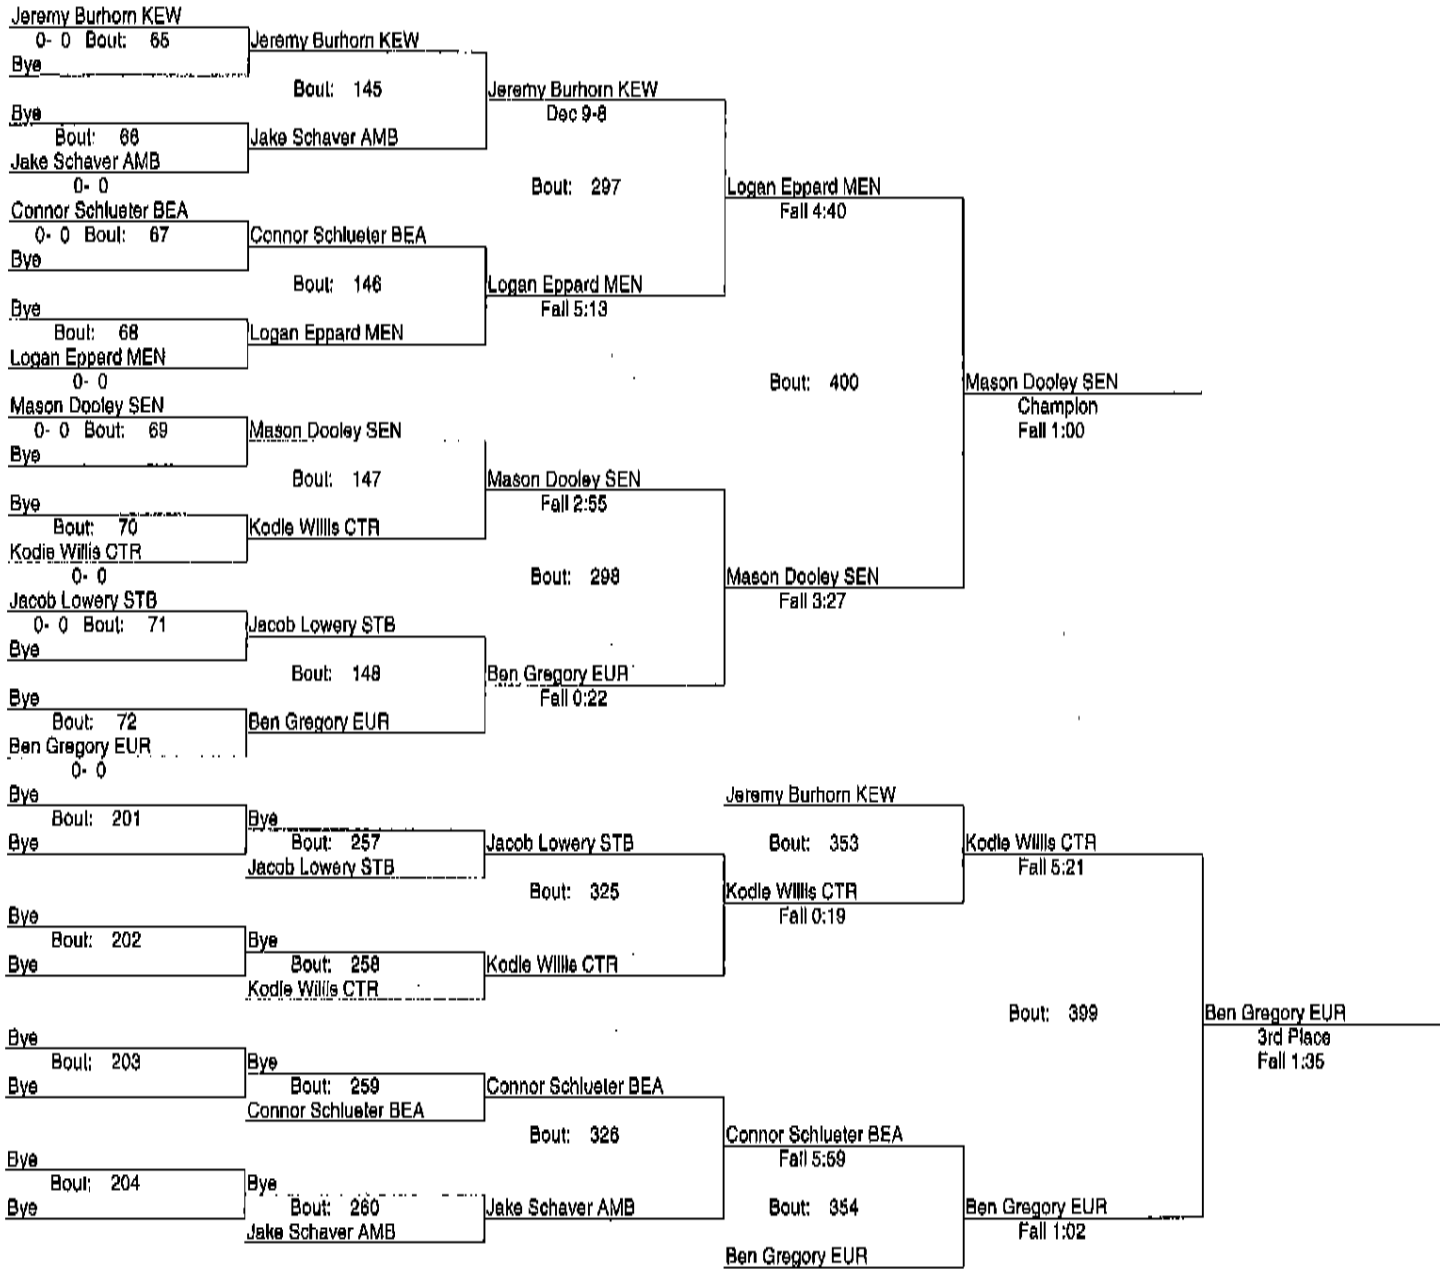 Jeremy Burhorn KEW
0- 0 Bout: 65
Bye
Jeremy Burhorn KEW
Bout: 145
Bye
Bout: 66
Jake Schaver AMB
0- 0
Jake Schaver AMB
Jeremy Burhorn KEW
Dec 9-8
Bout: 297
Connor Schlueter BEA
0- 0 Bout: 67
Bye
Connor Schlueter BEA
Bout: 146
Bye
Bout: 68
Logan Eppard MEN
0- 0
Logan Eppard MEN
Logan Eppard MEN
Fall 5:13
Logan Eppard MEN
Fall 4:40
Bout: 400
Mason Dooley SEN
Champion
Fall 1:00
Mason Dooley SEN
0- 0 Bout: 69
Bye
Mason Dooley SEN
Bout: 147
Bye
Bout: 70
Kodie Willis CTR
0- 0
Kodie Willis CTR
Mason Dooley SEN
Fall 2:55
Bout: 298
Mason Dooley SEN
Fall 3:27
Jacob Lowery STB
0- 0 Bout: 71
Bye
Jacob Lowery STB
Bout: 148
Bye
Bout: 72
Ben Gregory EUR
0- 0
Ben Gregory EUR
Ben Gregory EUR
Fall 0:22
Bye
Bout: 201
Bye
Bye
Bout: 257
Jacob Lowery STB
Jacob Lowery STB
Bout: 325
Bye
Bout: 202
Bye
Bye
Bout: 258
Kodie Willis CTR
Kodie Willis CTR
Jeremy Burhorn KEW
Bout: 353
Kodie Willis CTR
Fall 0:19
Kodie Willis CTR
Fall 5:21
Bout: 399
Ben Gregory EUR
3rd Place
Fall 1:35
Bye
Bout: 203
Bye
Bye
Bout: 259
Connor Schlueter BEA
Connor Schlueter BEA
Bout: 326
Bye
Bout: 204
Bye
Bye
Bout: 260
Jake Schaver AMB
Jake Schaver AMB
Connor Schlueter BEA
Fall 5:59
Bout: 354
Ben Gregory EUR
Ben Gregory EUR
Fall 1:02